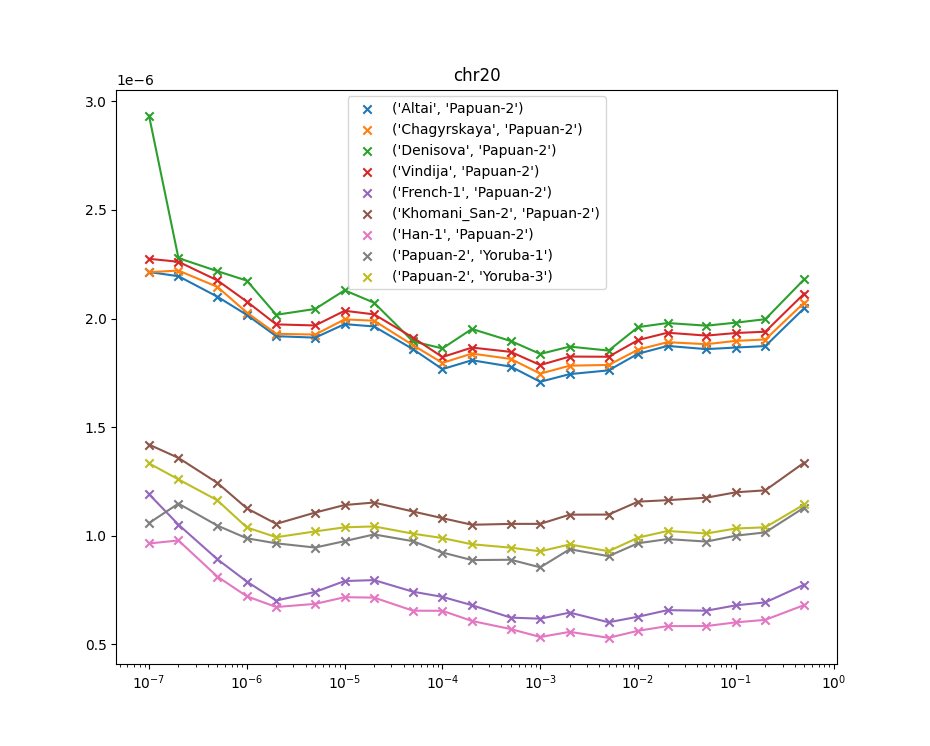 chr20
1e−6
3.0
2.5
2.0
1.5
1.0
0.5
('Altai', 'Papuan-2')
('Chagyrskaya', 'Papuan-2')
('Denisova', 'Papuan-2')
('Vindija', 'Papuan-2')
('French-1', 'Papuan-2')
('Khomani_San-2', 'Papuan-2')
('Han-1', 'Papuan-2')
('Papuan-2', 'Yoruba-1')
('Papuan-2', 'Yoruba-3')
10⁻⁷ 10⁻⁶ 10⁻⁵ 10⁻⁴ 10⁻³ 10⁻² 10⁻¹ 10⁰